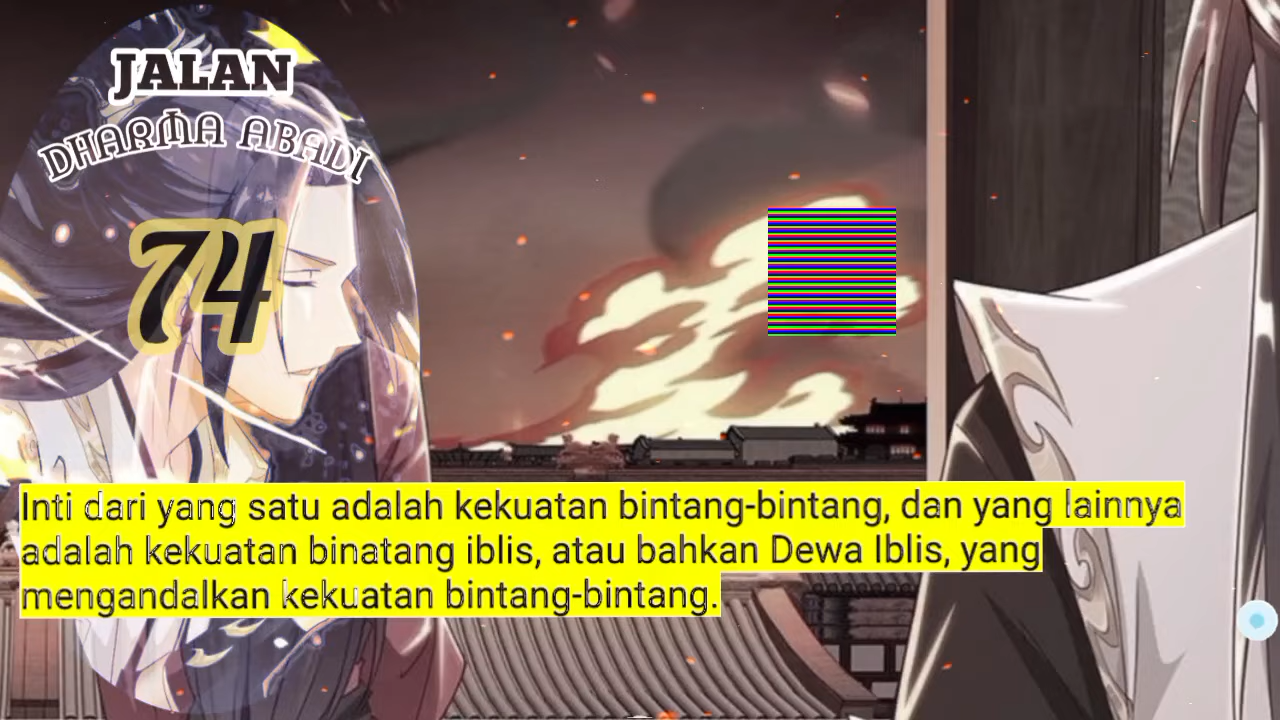 JALAN
DHARMA ABADI
74
Inti dari yang satu adalah kekuatan bintang-bintang, dan yang lainnya
adalah kekuatan binatang iblis, atau bahkan Dewa Iblis, yang
mengandalkan kekuatan bintang-bintang.